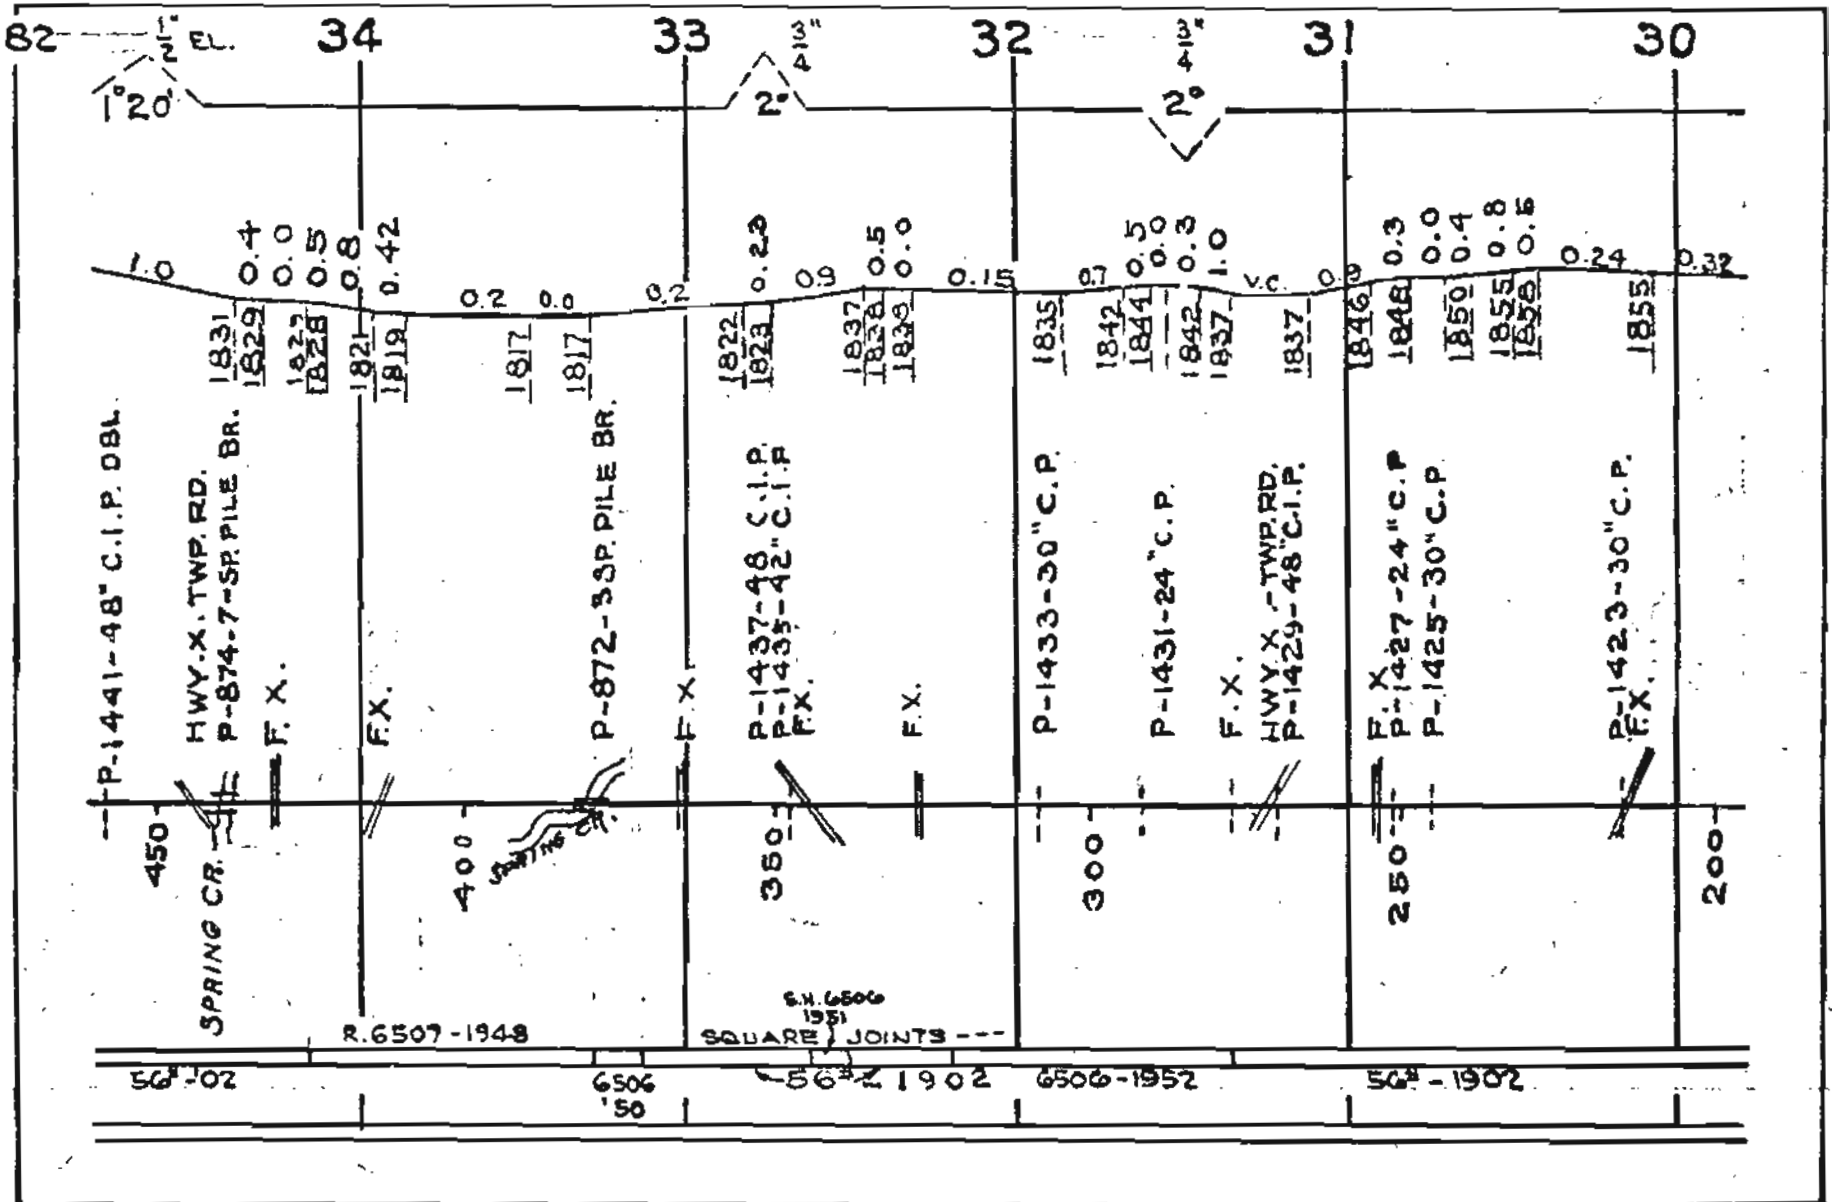 82 1/2" EL. 34 33 3/4" 32 3/4" 31 30
1°20' 2° 2°
1.0 0.4 0.0 0.5 0.8 0.42 0.2 0.0 0.2 0.9 0.5 0.0 0.15 0.7 0.5 0.0 0.3 1.0 V.C. 0.9 0.3 0.0 0.4 0.8 0.24 0.32
1831 1829 1828 1821 1819 1817 1817 1822 1823 1837 1838 1838 1835 1842 1844 1842 1837 1837 1846 1848 1850 1855 1858 1855
P-1441-48" C.I.P. DBL.
HWY. X. TWP. RD.
P-874-7-SP. PILE BR.
F. X.
F.X.
P-872-3SP. PILE BR.
F.X.
P-1437-48 C.I.P.
P-1435-42" C.I.P
F.X.
F.X.
P-1433-30" C.P.
P-1431-24" C.P.
F.X.
HWY. X.-TWP. RD.
P-1429-48" C.I.P.
F.X.
P-1427-24" C.P
P-1425-30" C.P
P-1423-30" C.P.
F.X.
450 400 350 300 250 200
SPRING CR.
SPRING CR.
S.H. 6506
1951
R. 6507-1948 SQUARE JOINTS ---
56#-'02 6506 56# 1902 6506-1952 56#-1902
'50